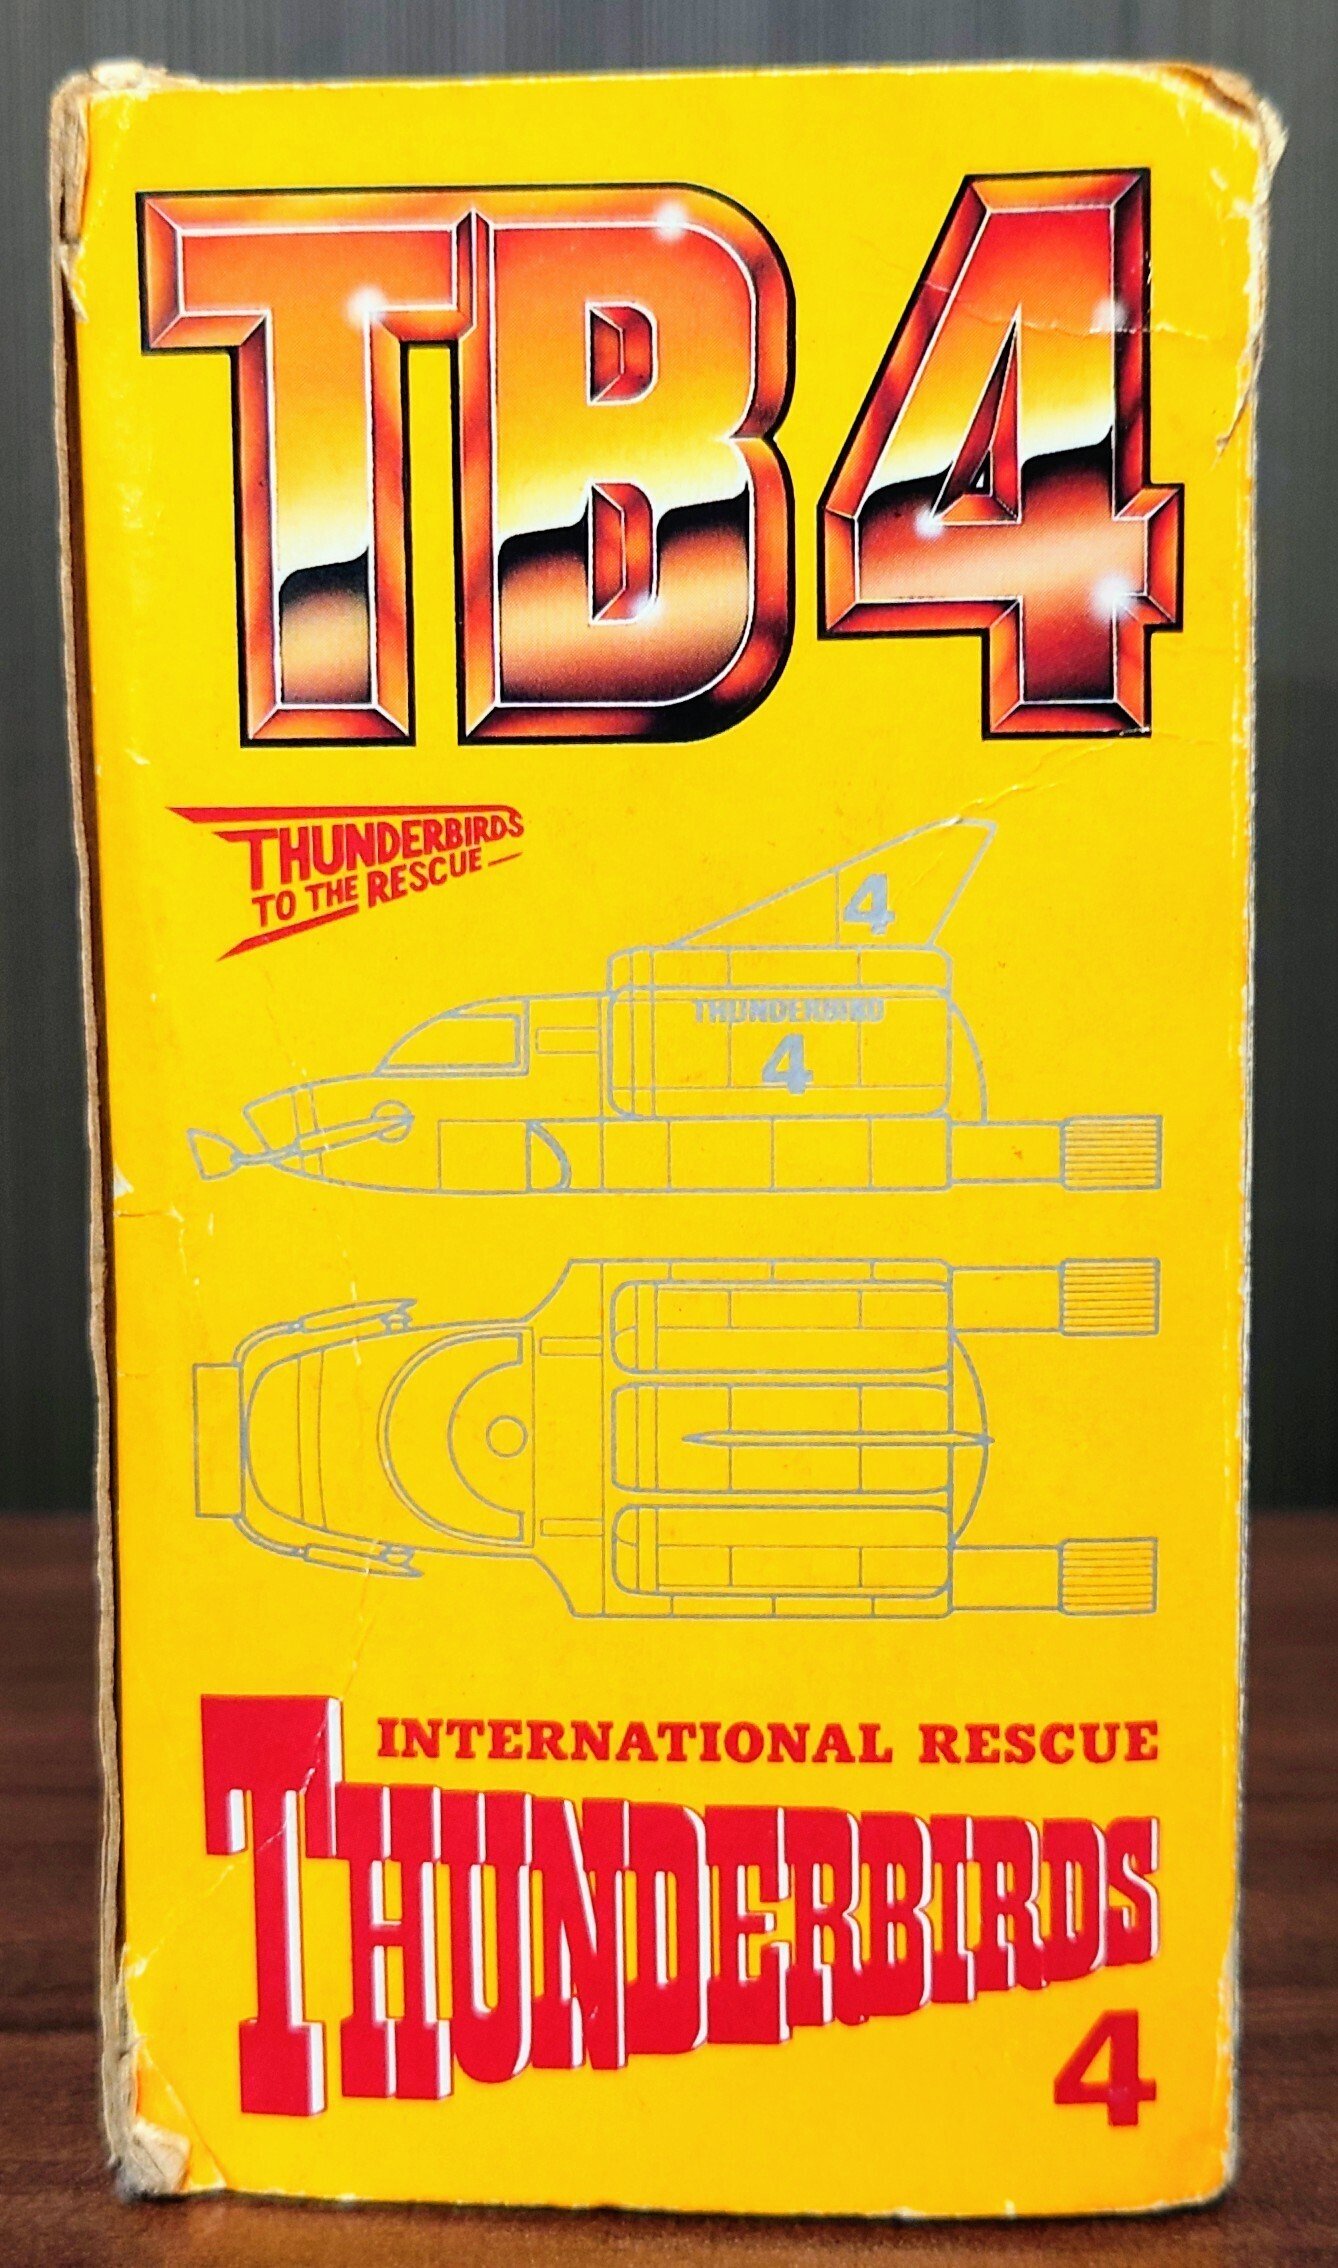 TB4
THUNDERBIRDS
TO THE RESCUE
4
THUNDERBIRD
4
INTERNATIONAL RESCUE
THUNDERBIRDS
4